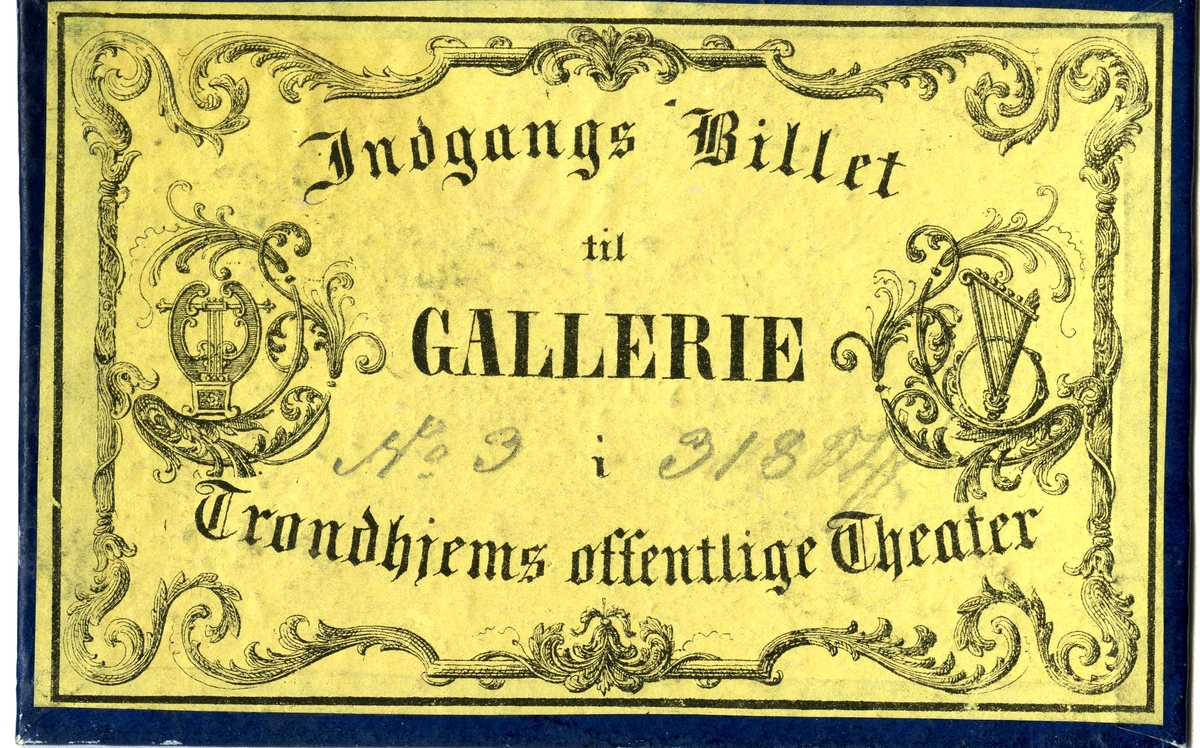 Indgangs Billet
til
GALLERIE
No. 3 i 318
Trondhjems offentlige Theater